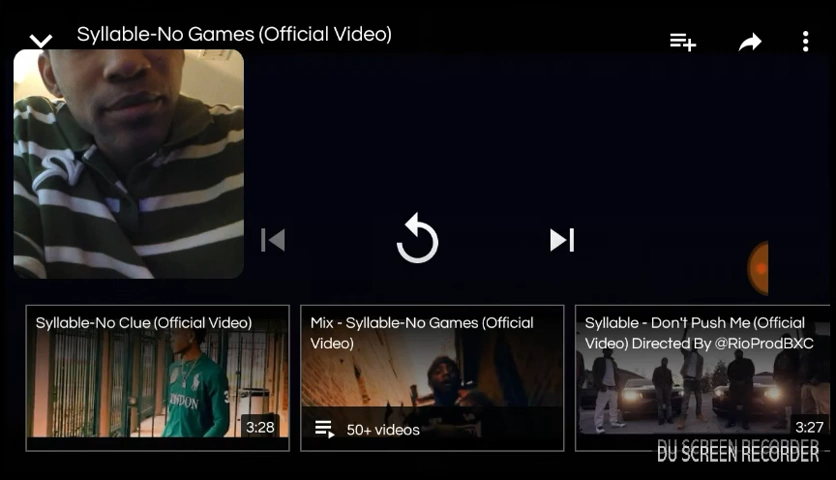 Syllable-No Games (Official Video)
Syllable-No Clue (Official Video)
3:28
Mix - Syllable-No Games (Official
Video)
50+ videos
Syllable - Don't Push Me (Official
Video) Directed By @RioProdBXC
3:27
DU SCREEN RECORDER